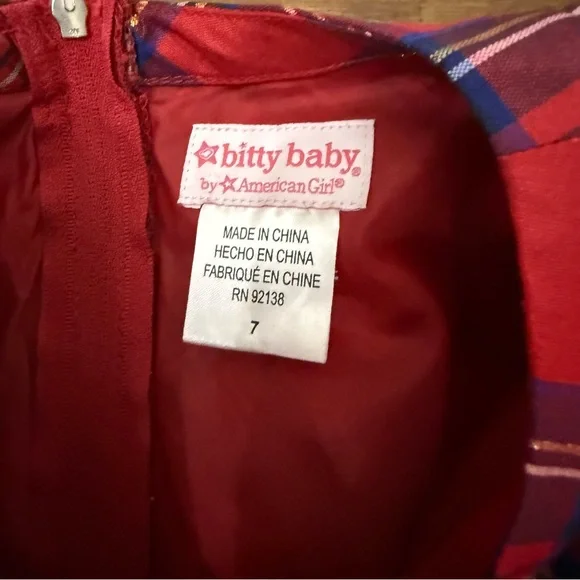 bitty baby®
by American Girl®
MADE IN CHINA
HECHO EN CHINA
FABRIQUÉ EN CHINE
RN 92138
7